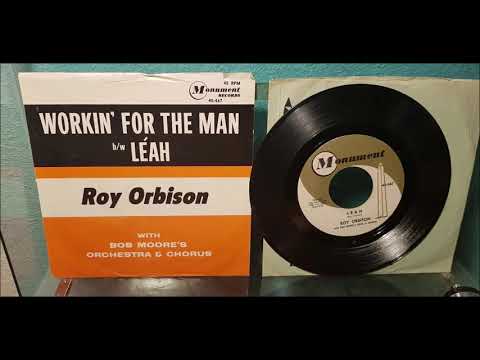 45 RPM
Monument
RECORDS
45-467
WORKIN' FOR THE MAN
b/w LÉAH
Roy Orbison
WITH
BOB MOORE'S
ORCHESTRA & CHORUS
Monument
LEAH
ROY ORBISON